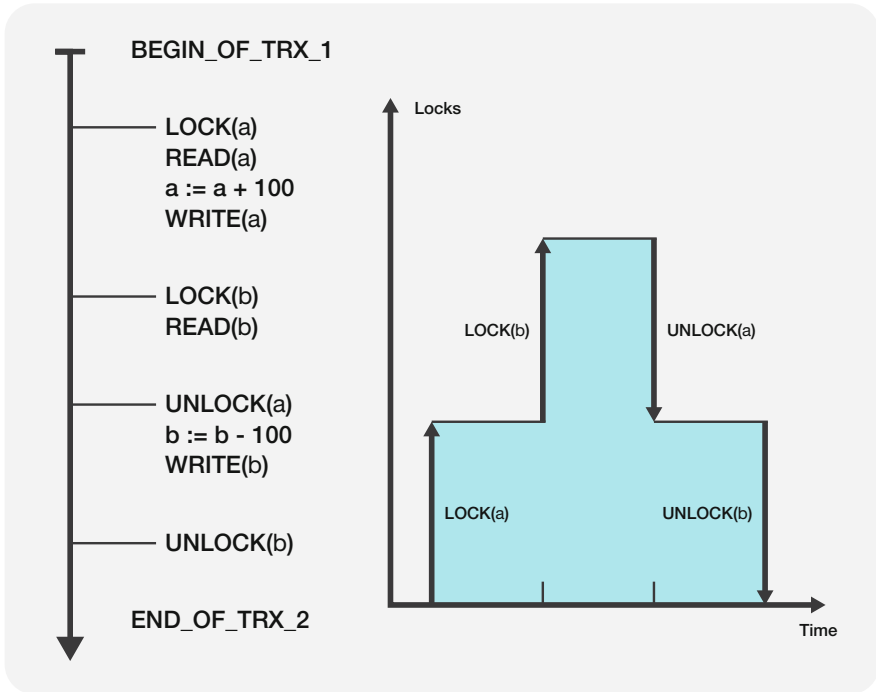 BEGIN_OF_TRX_1
LOCK(a)
READ(a)
a := a + 100
WRITE(a)
LOCK(b)
READ(b)
UNLOCK(a)
b := b - 100
WRITE(b)
UNLOCK(b)
END_OF_TRX_2
Locks
LOCK(b)
UNLOCK(a)
LOCK(a)
UNLOCK(b)
Time